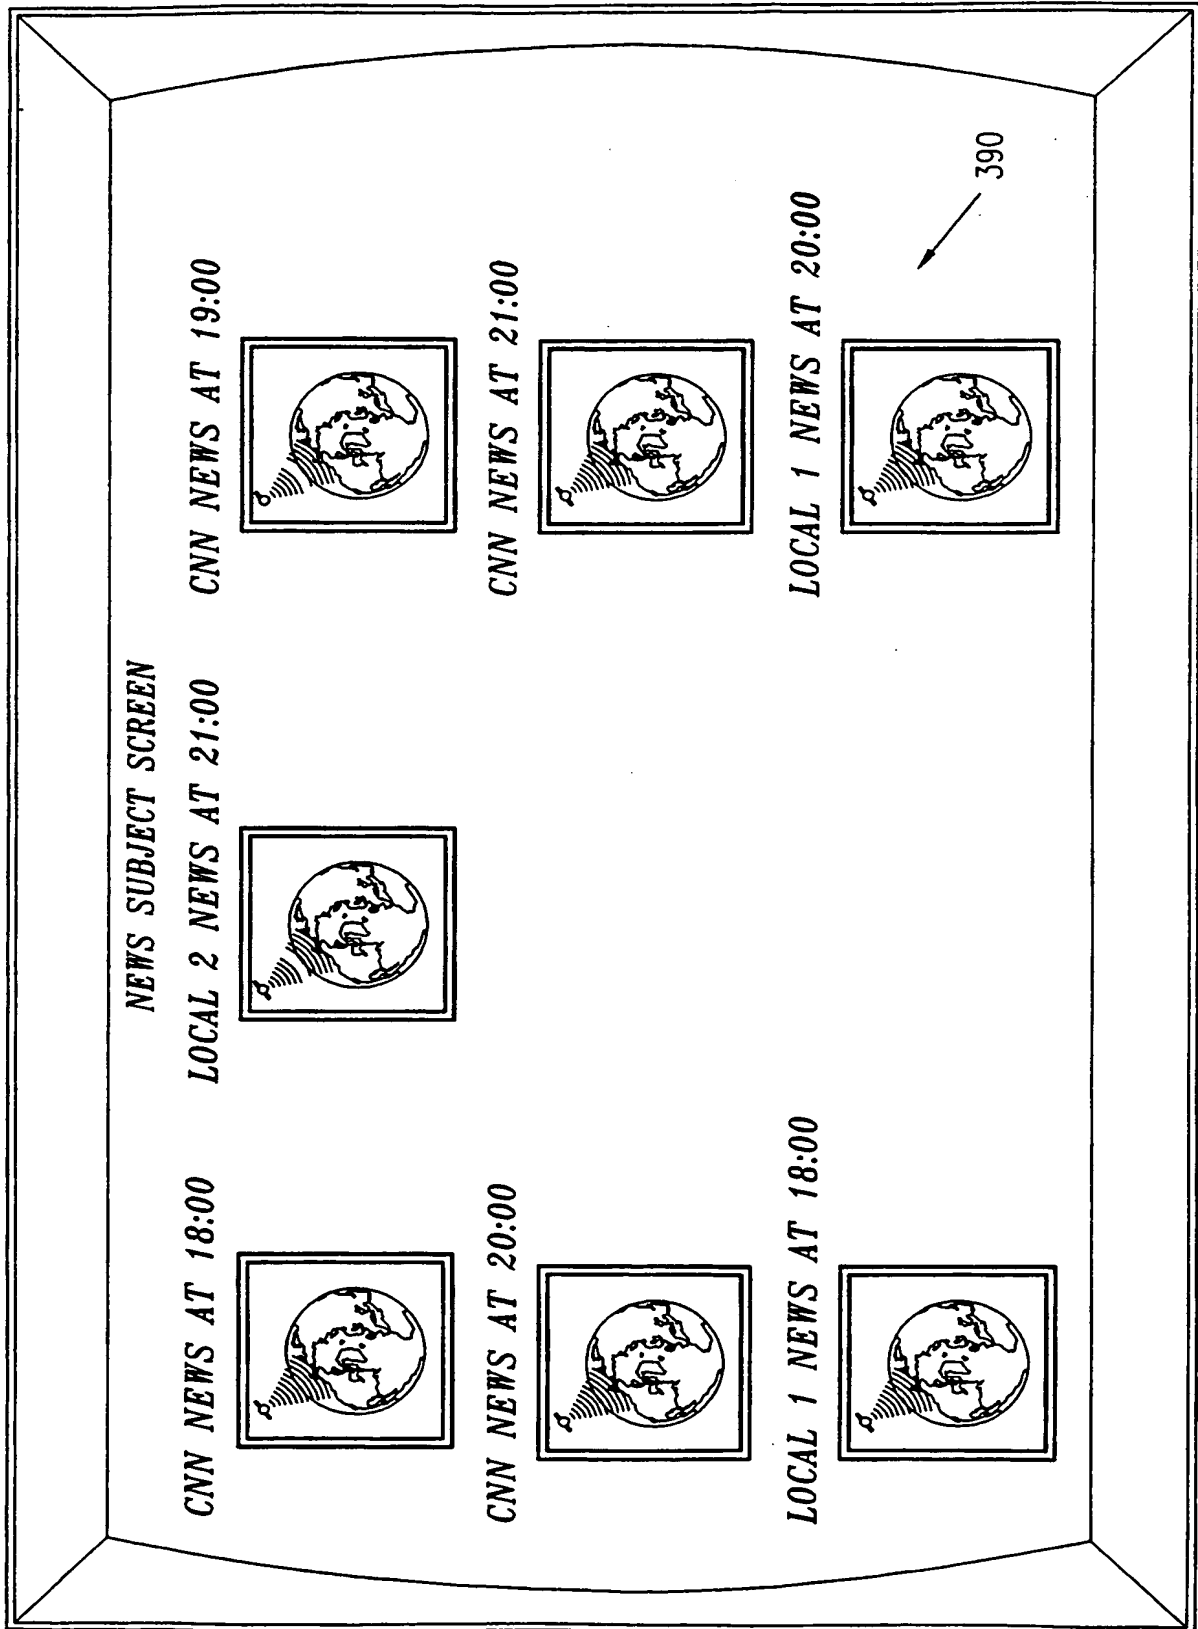 NEWS SUBJECT SCREEN
CNN NEWS AT 18:00
LOCAL 2 NEWS AT 21:00
CNN NEWS AT 19:00
CNN NEWS AT 20:00
CNN NEWS AT 21:00
LOCAL 1 NEWS AT 18:00
LOCAL 1 NEWS AT 20:00
390